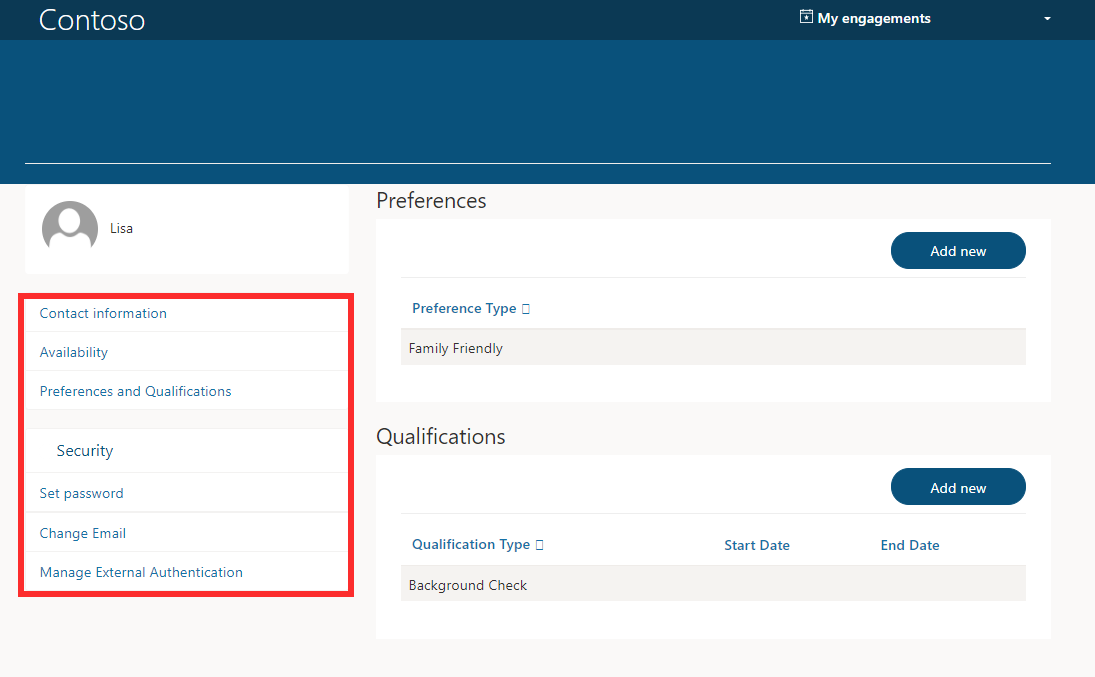 Contoso
My engagements
Lisa
Contact information
Availability
Preferences and Qualifications
Security
Set password
Change Email
Manage External Authentication
Preferences
Add new
Preference Type
Family Friendly
Qualifications
Add new
Qualification Type Start Date End Date
Background Check